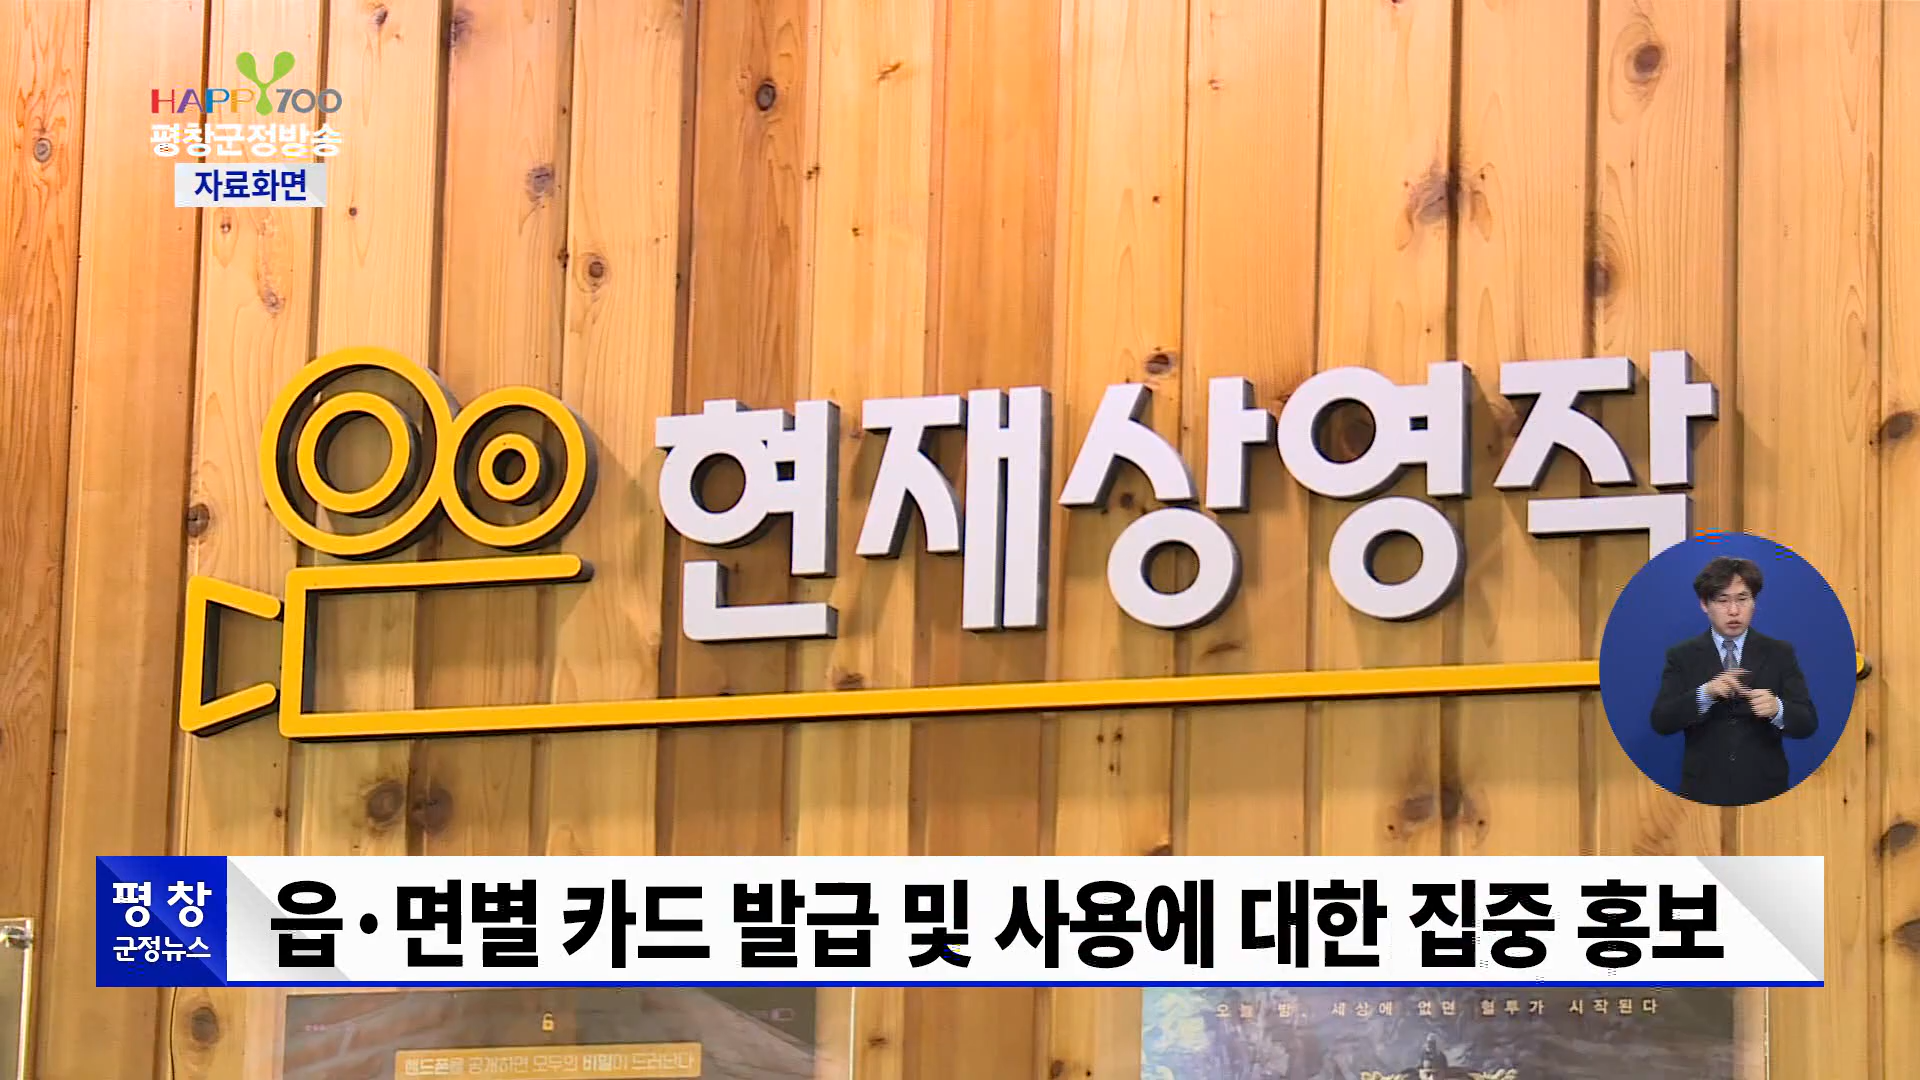 HAPPY700
평창군정방송
자료화면
현재상영작
평창
군정뉴스
읍·면별 카드 발급 및 사용에 대한 집중 홍보
오늘 밤, 세상에 없던 혈투가 시작된다
핸드폰을 공개하면 모두의 비밀이 드러난다